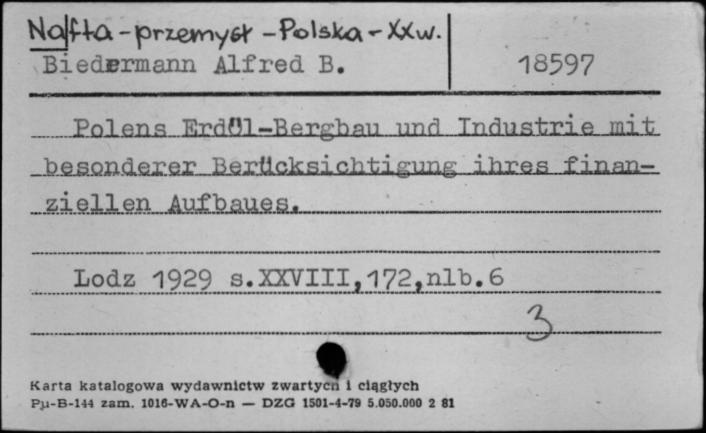 Nafta - przemysł - Polska - XX w.
Biedermann Alfred B.
18597
Polens Erdöl-Bergbau und Industrie mit
besonderer Berücksichtigung ihres finan-
ziellen Aufbaues.
Lodz 1929 s.XXVIII,172,nlb.6
3
Karta katalogowa wydawnictw zwartych i ciągłych
Pu-B-144 zam. 1016-WA-O-n — DZG 1501-4-79 5.050.000 2 81